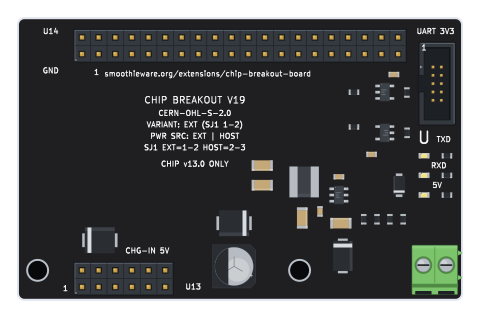 U14
UART 3V3
1
GND
1 smoothieware.org/extensions/chip-breakout-board
CHIP BREAKOUT V19
CERN-OHL-S-2.0
VARIANT: EXT (SJ1 1-2)
PWR SRC: EXT | HOST
SJ1 EXT=1-2 HOST=2-3
CHIP v13.0 ONLY
U TXD
RXD
5V
CHG-IN 5V
1
U13